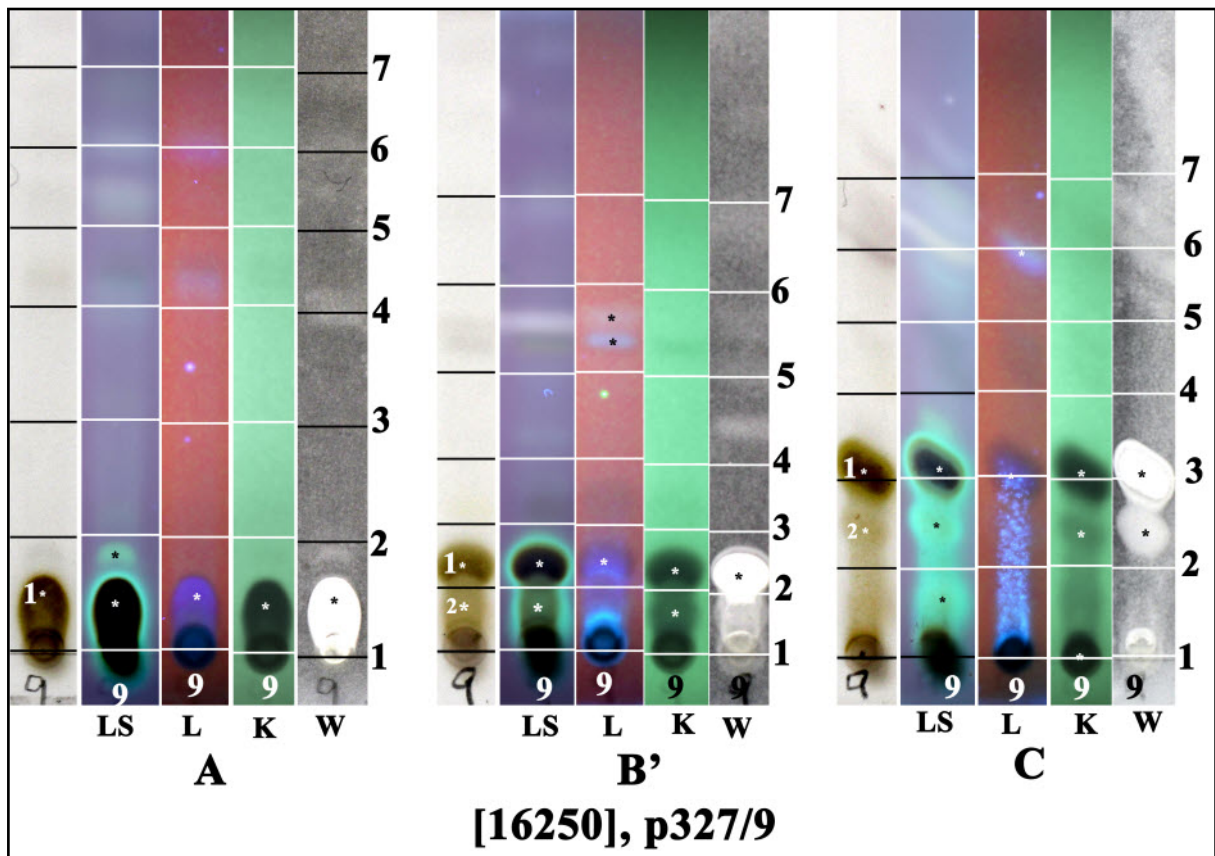 7 7 7
6 6 6
5 5 5
4 4 4
3 3 3
2 2 2
1 1 1
1* 1* 1*
2* 2*
9 9 9 9 9
9 9 9 9 9
9 9 9 9 9
LS L K W LS L K W LS L K W
A B’ C
[16250], p327/9